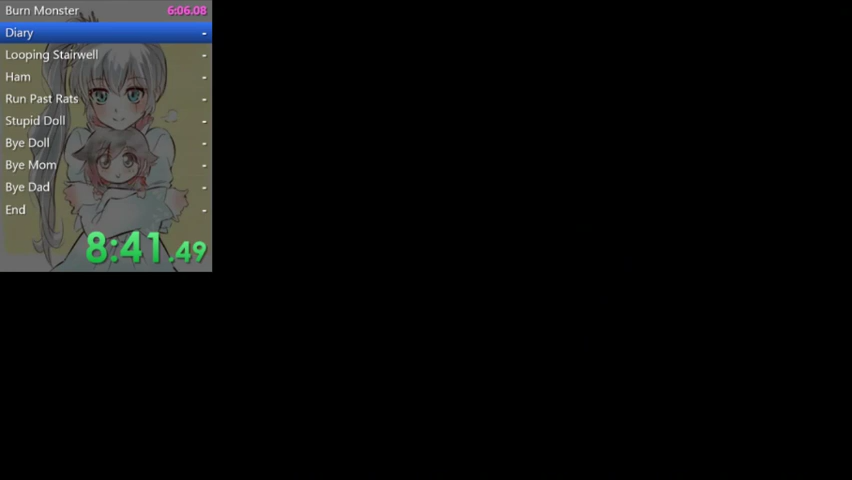 Burn Monster 6:06.08
Diary -
Looping Stairwell -
Ham -
Run Past Rats -
Stupid Doll -
Bye Doll -
Bye Mom -
Bye Dad -
End -
8:41.49